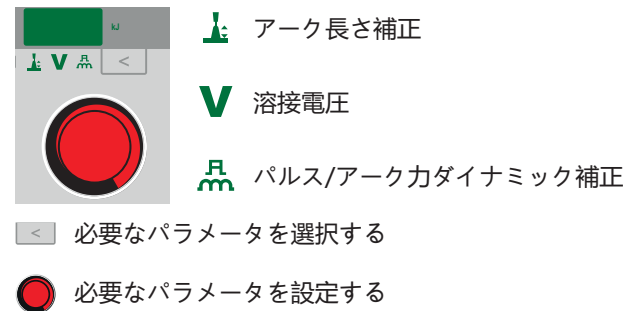 kJ
アーク長さ補正
V <
V 溶接電圧
パルス/アーク力ダイナミック補正
< 必要なパラメータを選択する
必要なパラメータを設定する